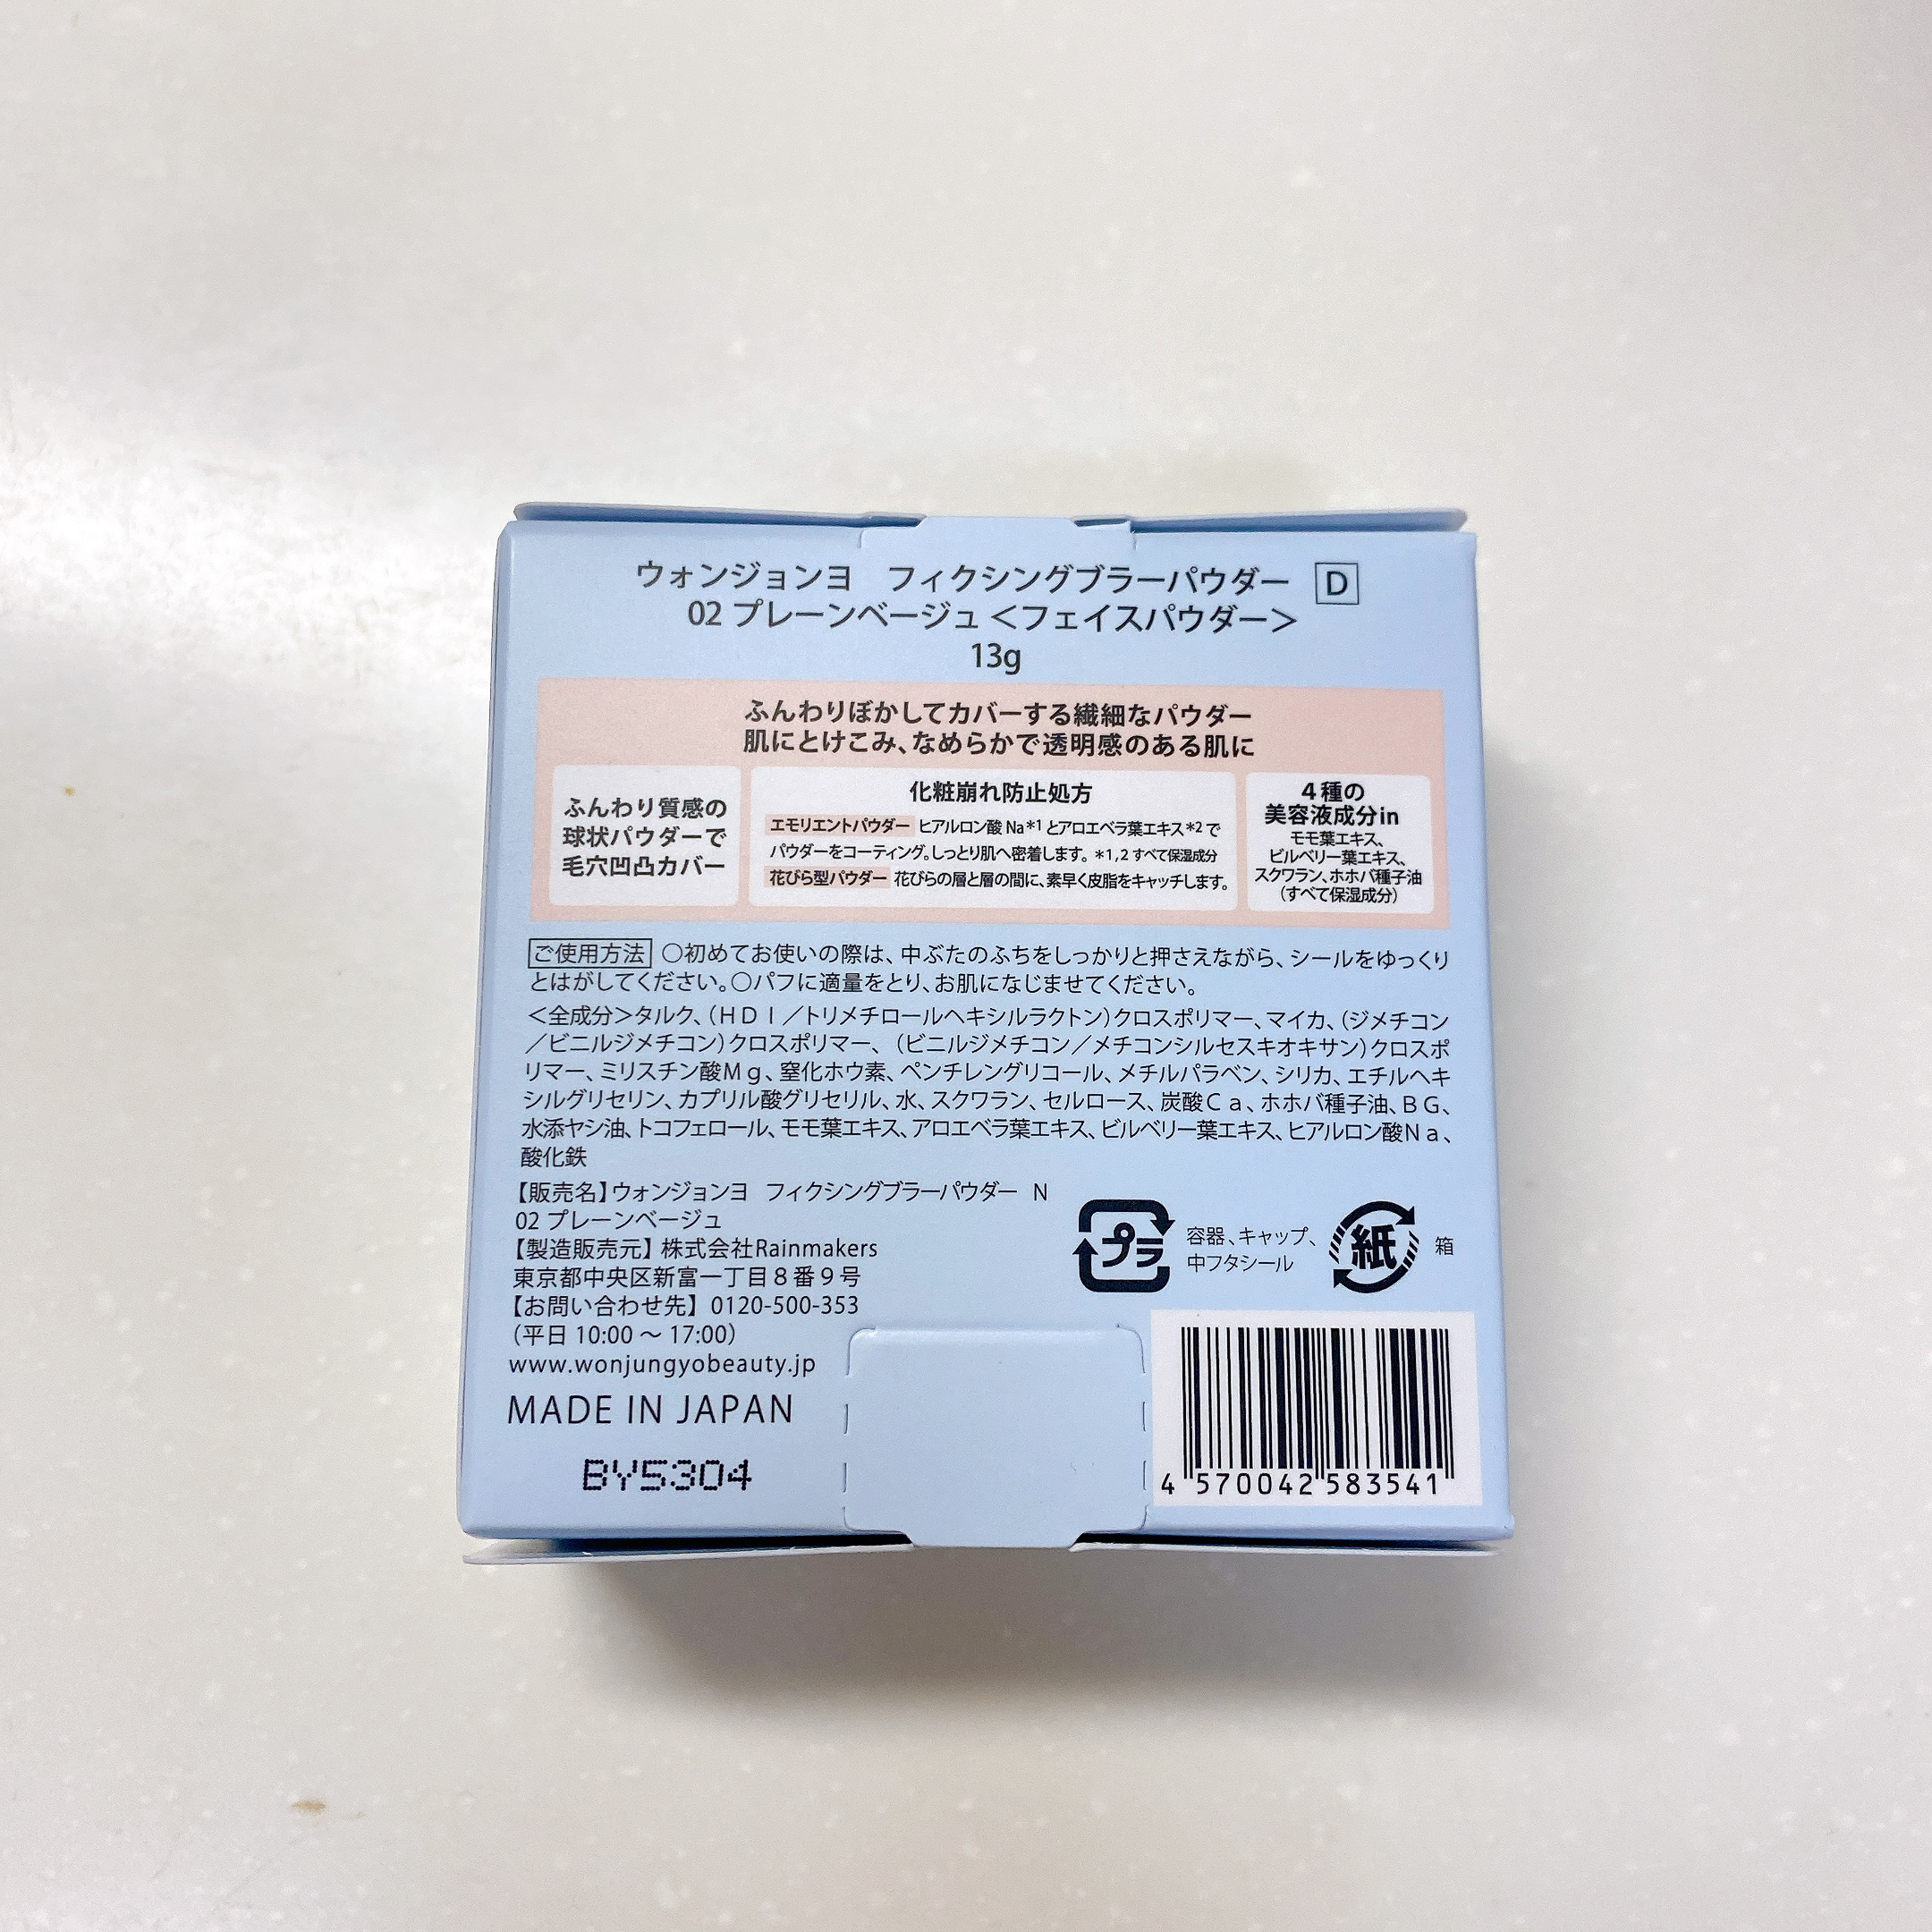 ウォンジョンヨ　フィクシングブラーパウダー D
02 プレーンベージュ＜フェイスパウダー＞
13g
ふんわりぼかしてカバーする繊細なパウダー
肌にとけこみ、なめらかで透明感のある肌に
ふんわり質感の
球状パウダーで
毛穴凹凸カバー
化粧崩れ防止処方
エモリエントパウダー ヒアルロン酸Na*1とアロエベラ葉エキス*2で
パウダーをコーティング。しっとり肌へ密着します。*1,2 すべて保湿成分
花びら型パウダー 花びらの層と層の間に、素早く皮脂をキャッチします。
４種の
美容液成分in
モモ葉エキス、
ビルベリー葉エキス、
スクワラン、ホホバ種子油
（すべて保湿成分）
ご使用方法 ○初めてお使いの際は、中ぶたのふちをしっかりと押さえながら、シールをゆっくり
とはがしてください。○パフに適量をとり、お肌になじませてください。
＜全成分＞タルク、（ＨＤＩ／トリメチロールヘキシルラクトン）クロスポリマー、マイカ、（ジメチコン
／ビニルジメチコン）クロスポリマー、（ビニルジメチコン／メチコンシルセスキオキサン）クロスポ
リマー、ミリスチン酸Ｍｇ、窒化ホウ素、ペンチレングリコール、メチルパラベン、シリカ、エチルヘキ
シルグリセリン、カプリル酸グリセリル、水、スクワラン、セルロース、炭酸Ｃａ、ホホバ種子油、ＢＧ、
水添ヤシ油、トコフェロール、モモ葉エキス、アロエベラ葉エキス、ビルベリー葉エキス、ヒアルロン酸Ｎａ、
酸化鉄
【販売名】ウォンジョンヨ　フィクシングブラーパウダー　N
02 プレーンベージュ
【製造販売元】株式会社Rainmakers
東京都中央区新富一丁目８番９号
【お問い合わせ先】0120-500-353
（平日 10:00 ～ 17:00）
www.wonjungyobeauty.jp
MADE IN JAPAN
BY5304
プラ
容器、キャップ、
中フタシール
紙
箱
4 570042 583541